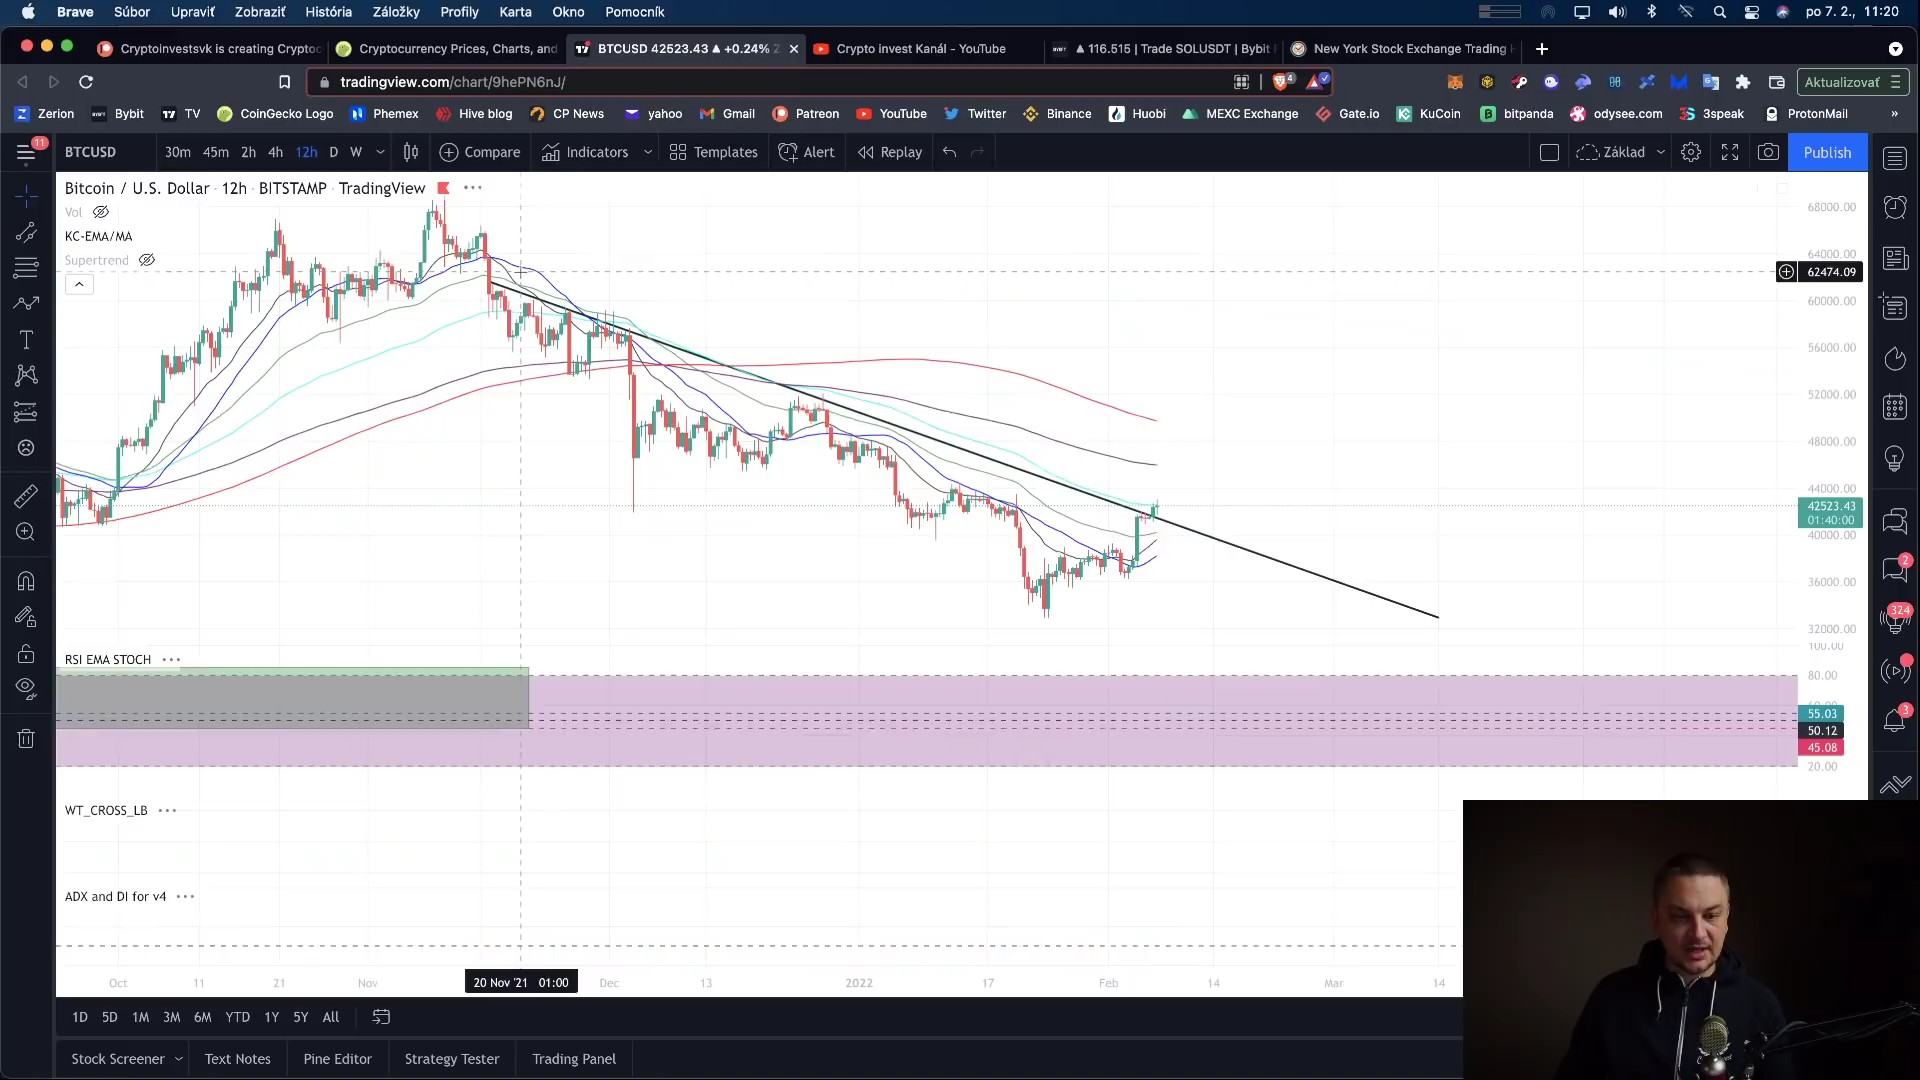 Brave Súbor Upraviť Zobraziť História Záložky Profily Karta Okno Pomocník po 7. 2., 11:20
Cryptoinvestsvk is creating Cryptoc Cryptocurrency Prices, Charts, and BTCUSD 42523.43 ▲ +0.24% Crypto invest Kanál - YouTube ▲ 116.515 | Trade SOLUSDT | Bybit New York Stock Exchange Trading
tradingview.com/chart/9hePN6nJ/ 4 Aktualizovať
Zerion Bybit TV CoinGecko Logo Phemex Hive blog CP News yahoo Gmail Patreon YouTube Twitter Binance Huobi MEXC Exchange Gate.io KuCoin bitpanda odysee.com 3speak ProtonMail »
11 BTCUSD 30m 45m 2h 4h 12h D W Compare Indicators Templates Alert Replay Základ Publish
Bitcoin / U.S. Dollar · 12h · BITSTAMP · TradingView
Vol
KC-EMA/MA
Supertrend
68000.00
64000.00
62474.09
60000.00
56000.00
52000.00
48000.00
44000.00
42523.43
01:40:00
40000.00
36000.00
32000.00
2
324
3
RSI EMA STOCH
100.00
80.00
55.03
50.12
45.08
20.00
WT_CROSS_LB
ADX and DI for v4
Oct 11 21 Nov 20 Nov '21 01:00 Dec 13 2022 17 Feb 14 Mar 14
1D 5D 1M 3M 6M YTD 1Y 5Y All
Stock Screener Text Notes Pine Editor Strategy Tester Trading Panel